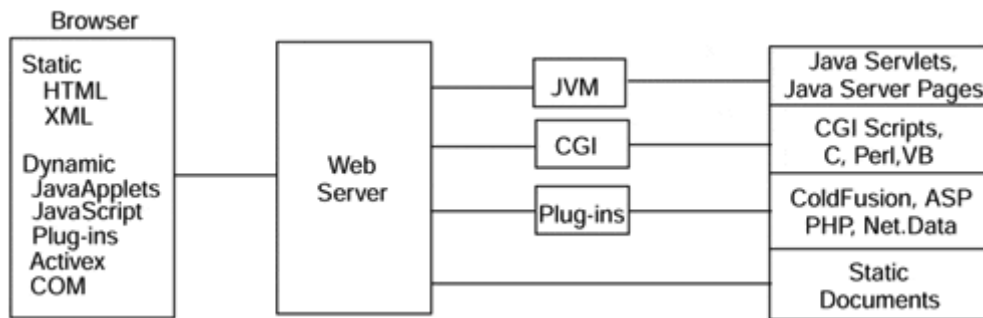 Browser
Static
HTML
XML
Dynamic
JavaApplets
JavaScript
Plug-ins
Activex
COM
Web
Server
JVM
CGI
Plug-ins
Java Servlets,
Java Server Pages
CGI Scripts,
C, Perl,VB
ColdFusion, ASP
PHP, Net.Data
Static
Documents